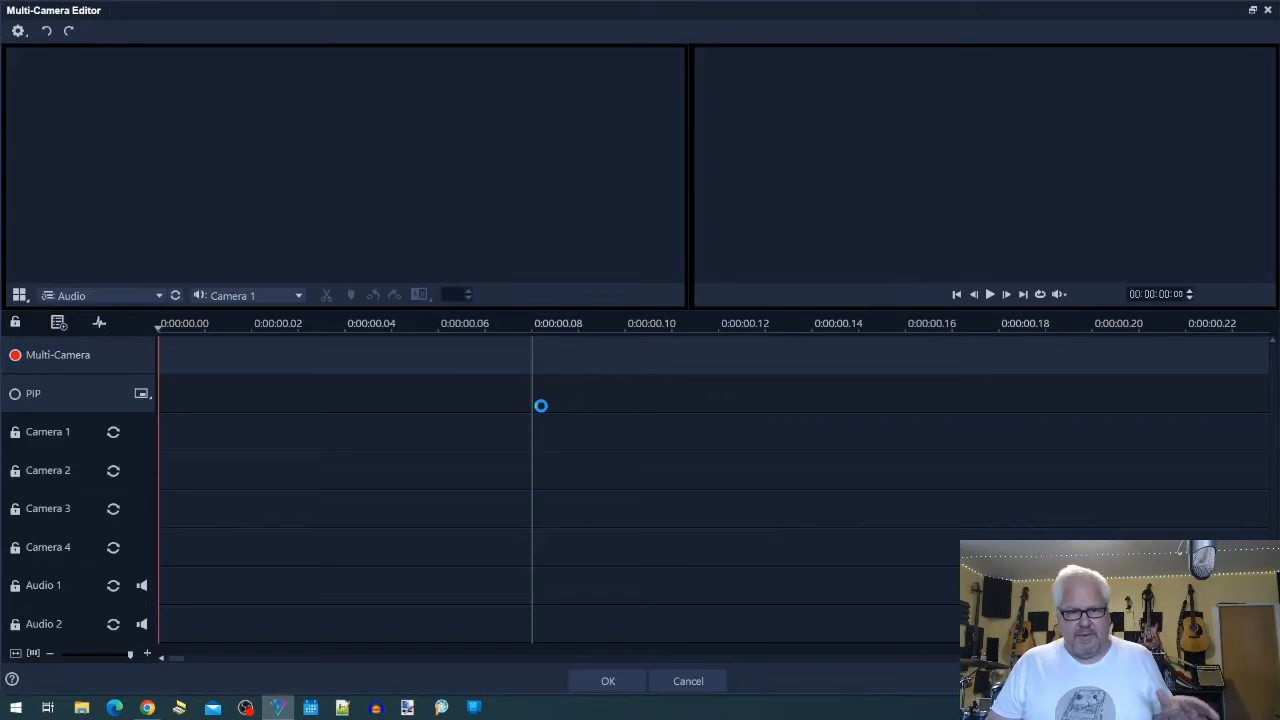 Multi-Camera Editor
Audio
Camera 1
00:00:00:00
0:00:00.00 0:00:00.02 0:00:00.04 0:00:00.06 0:00:00.08 0:00:00.10 0:00:00.12 0:00:00.14 0:00:00.16 0:00:00.18 0:00:00.20 0:00:00.22
Multi-Camera
PIP
Camera 1
Camera 2
Camera 3
Camera 4
Audio 1
Audio 2
OK
Cancel